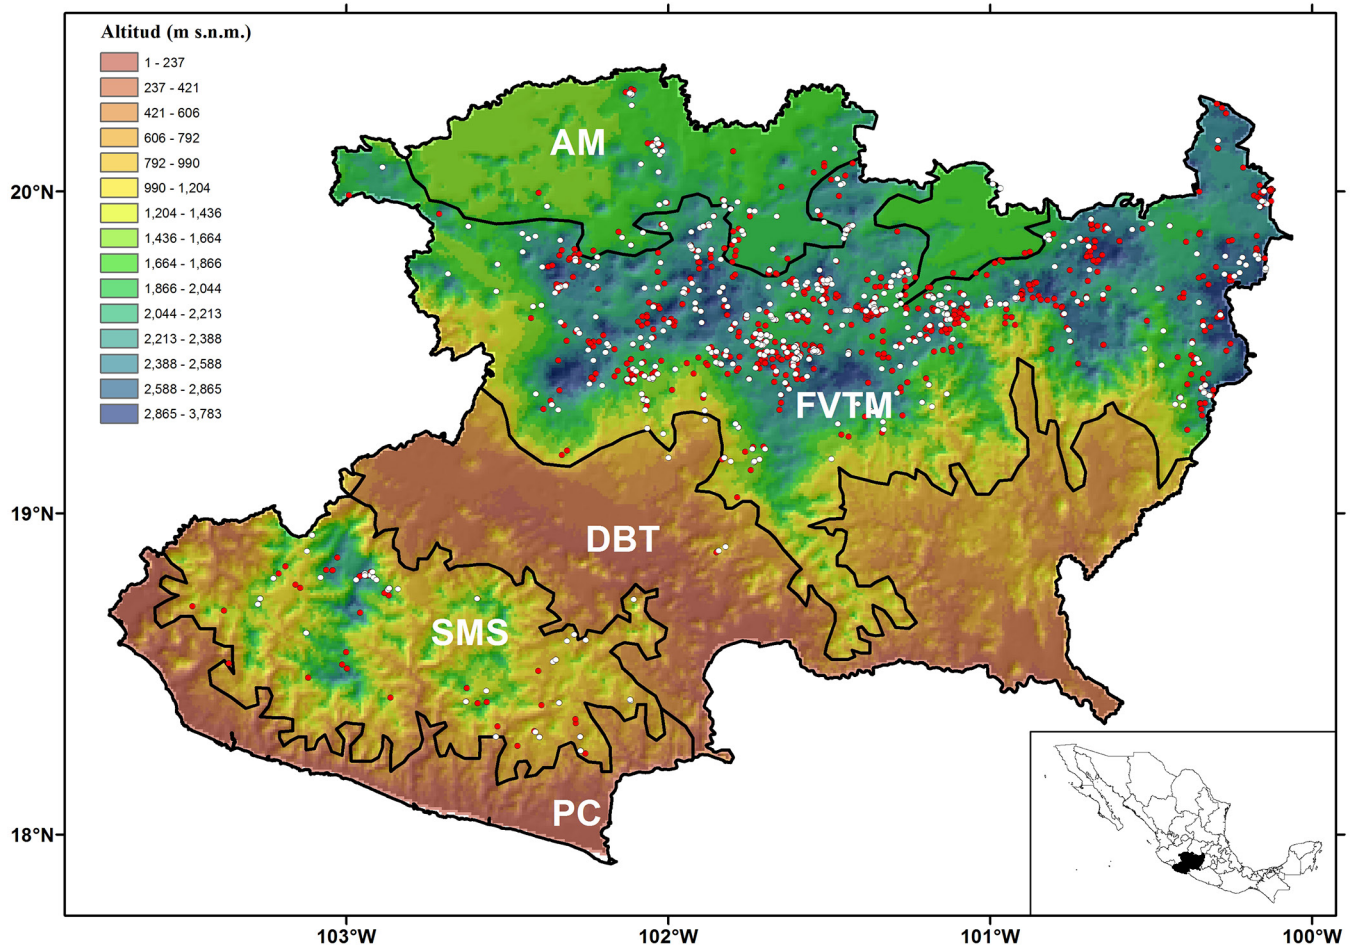 Altitud (m s.n.m.)
1 - 237
237 - 421
421 - 606
606 - 792
792 - 990
990 - 1,204
1,204 - 1,436
1,436 - 1,664
1,664 - 1,866
1,866 - 2,044
2,044 - 2,213
2,213 - 2,388
2,388 - 2,588
2,588 - 2,865
2,865 - 3,783
AM
20°N
FVTM
19°N
DBT
SMS
PC
18°N
103°W 102°W 101°W 100°W